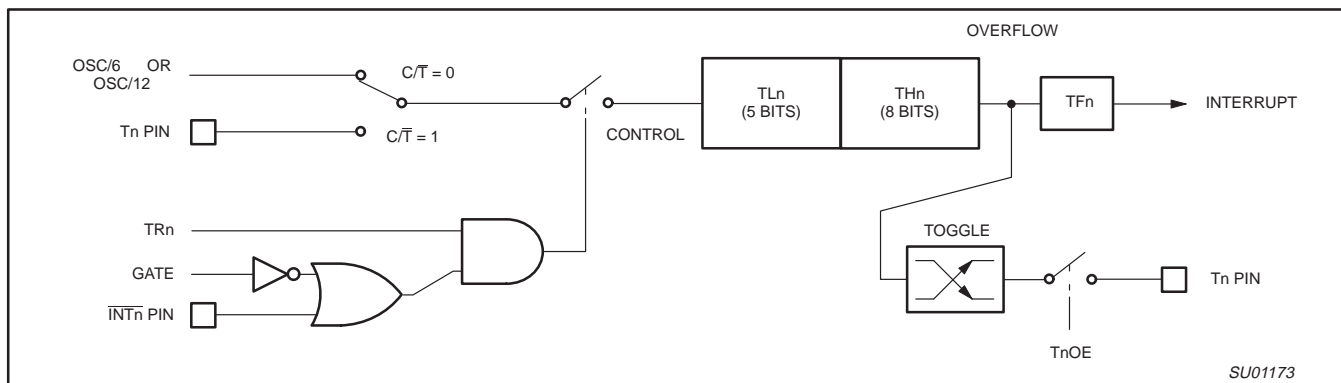 OVERFLOW
OSC/6 OR
OSC/12
C/T̅ = 0
TLn
(5 BITS)
THn
(8 BITS)
TFn
INTERRUPT
Tn PIN
C/T̅ = 1
CONTROL
TRn
TOGGLE
GATE
Tn PIN
I̅N̅T̅n̅ PIN
TnOE
SU01173